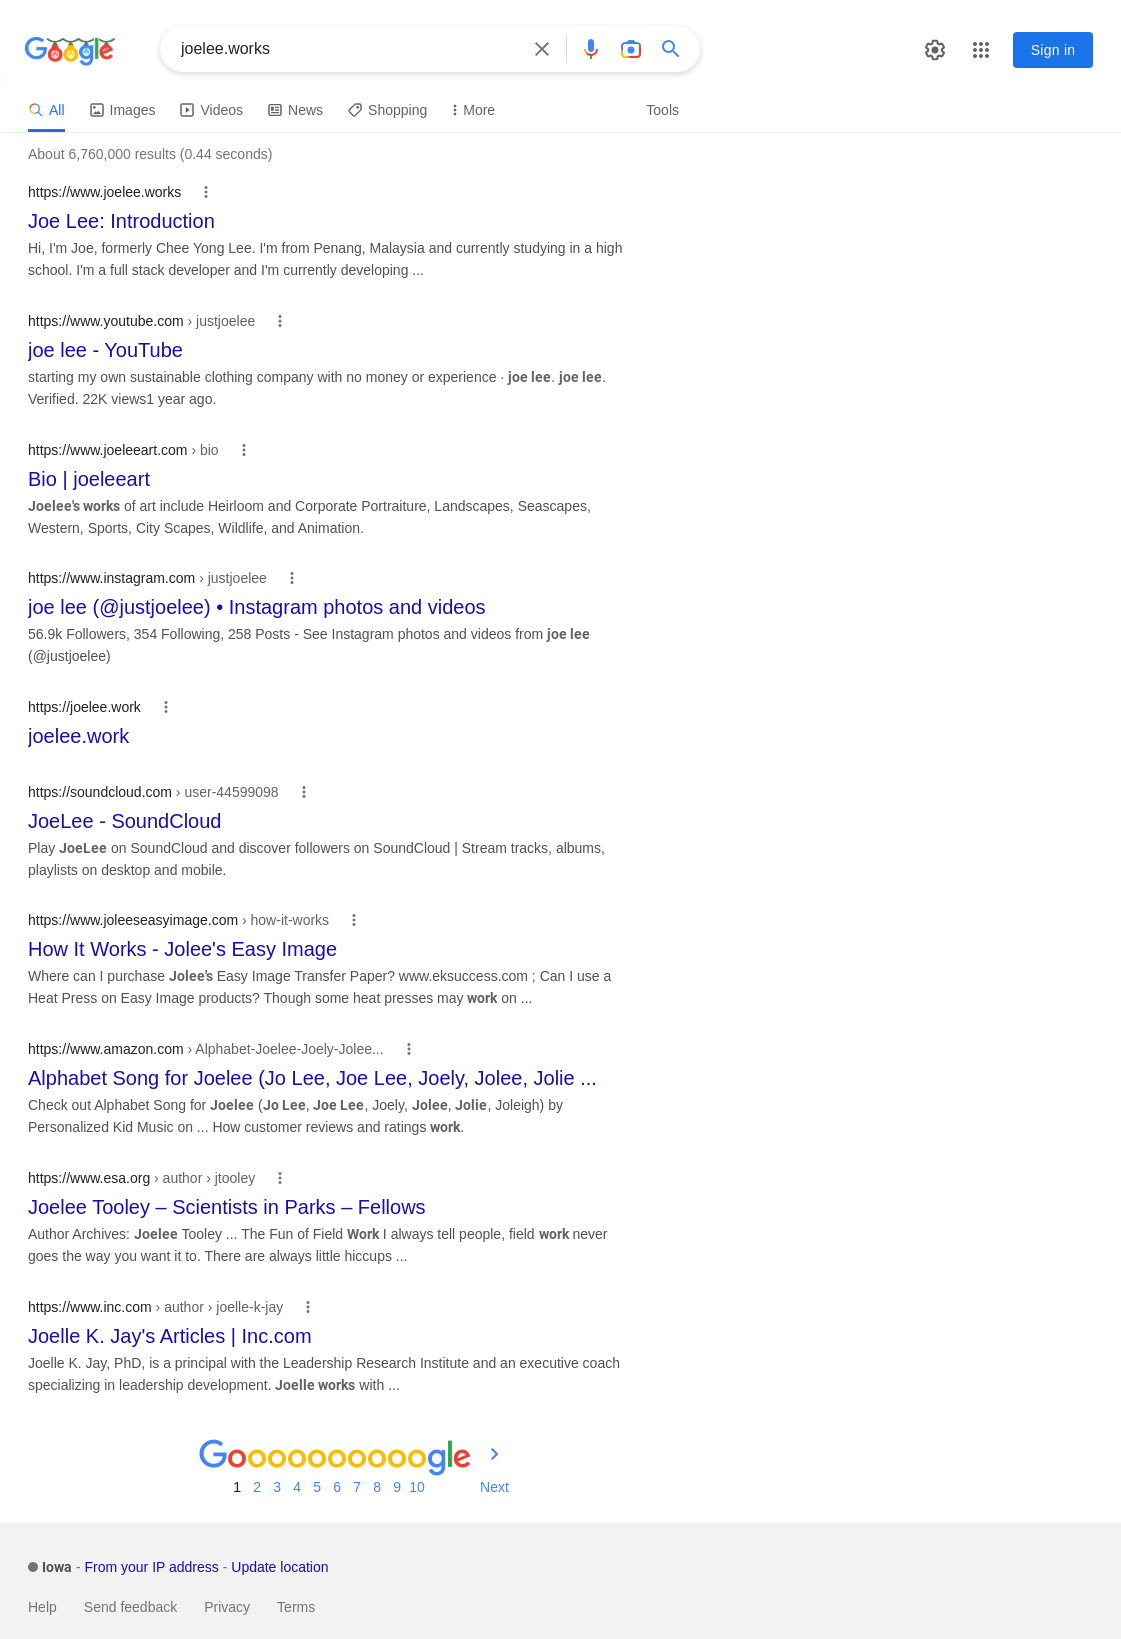 Google
joelee.works
Sign in
All Images Videos News Shopping More Tools
About 6,760,000 results (0.44 seconds)
https://www.joelee.works
Joe Lee: Introduction
Hi, I'm Joe, formerly Chee Yong Lee. I'm from Penang, Malaysia and currently studying in a high
school. I'm a full stack developer and I'm currently developing ...
https://www.youtube.com › justjoelee
joe lee - YouTube
starting my own sustainable clothing company with no money or experience · joe lee. joe lee.
Verified. 22K views1 year ago.
https://www.joeleeart.com › bio
Bio | joeleeart
Joelee's works of art include Heirloom and Corporate Portraiture, Landscapes, Seascapes,
Western, Sports, City Scapes, Wildlife, and Animation.
https://www.instagram.com › justjoelee
joe lee (@justjoelee) • Instagram photos and videos
56.9k Followers, 354 Following, 258 Posts - See Instagram photos and videos from joe lee
(@justjoelee)
https://joelee.work
joelee.work
https://soundcloud.com › user-44599098
JoeLee - SoundCloud
Play JoeLee on SoundCloud and discover followers on SoundCloud | Stream tracks, albums,
playlists on desktop and mobile.
https://www.joleeseasyimage.com › how-it-works
How It Works - Jolee's Easy Image
Where can I purchase Jolee's Easy Image Transfer Paper? www.eksuccess.com ; Can I use a
Heat Press on Easy Image products? Though some heat presses may work on ...
https://www.amazon.com › Alphabet-Joelee-Joely-Jolee...
Alphabet Song for Joelee (Jo Lee, Joe Lee, Joely, Jolee, Jolie ...
Check out Alphabet Song for Joelee (Jo Lee, Joe Lee, Joely, Jolee, Jolie, Joleigh) by
Personalized Kid Music on ... How customer reviews and ratings work.
https://www.esa.org › author › jtooley
Joelee Tooley – Scientists in Parks – Fellows
Author Archives: Joelee Tooley ... The Fun of Field Work I always tell people, field work never
goes the way you want it to. There are always little hiccups ...
https://www.inc.com › author › joelle-k-jay
Joelle K. Jay's Articles | Inc.com
Joelle K. Jay, PhD, is a principal with the Leadership Research Institute and an executive coach
specializing in leadership development. Joelle works with ...
Goooooooooogle
1 2 3 4 5 6 7 8 9 10 Next
Iowa - From your IP address - Update location
Help Send feedback Privacy Terms